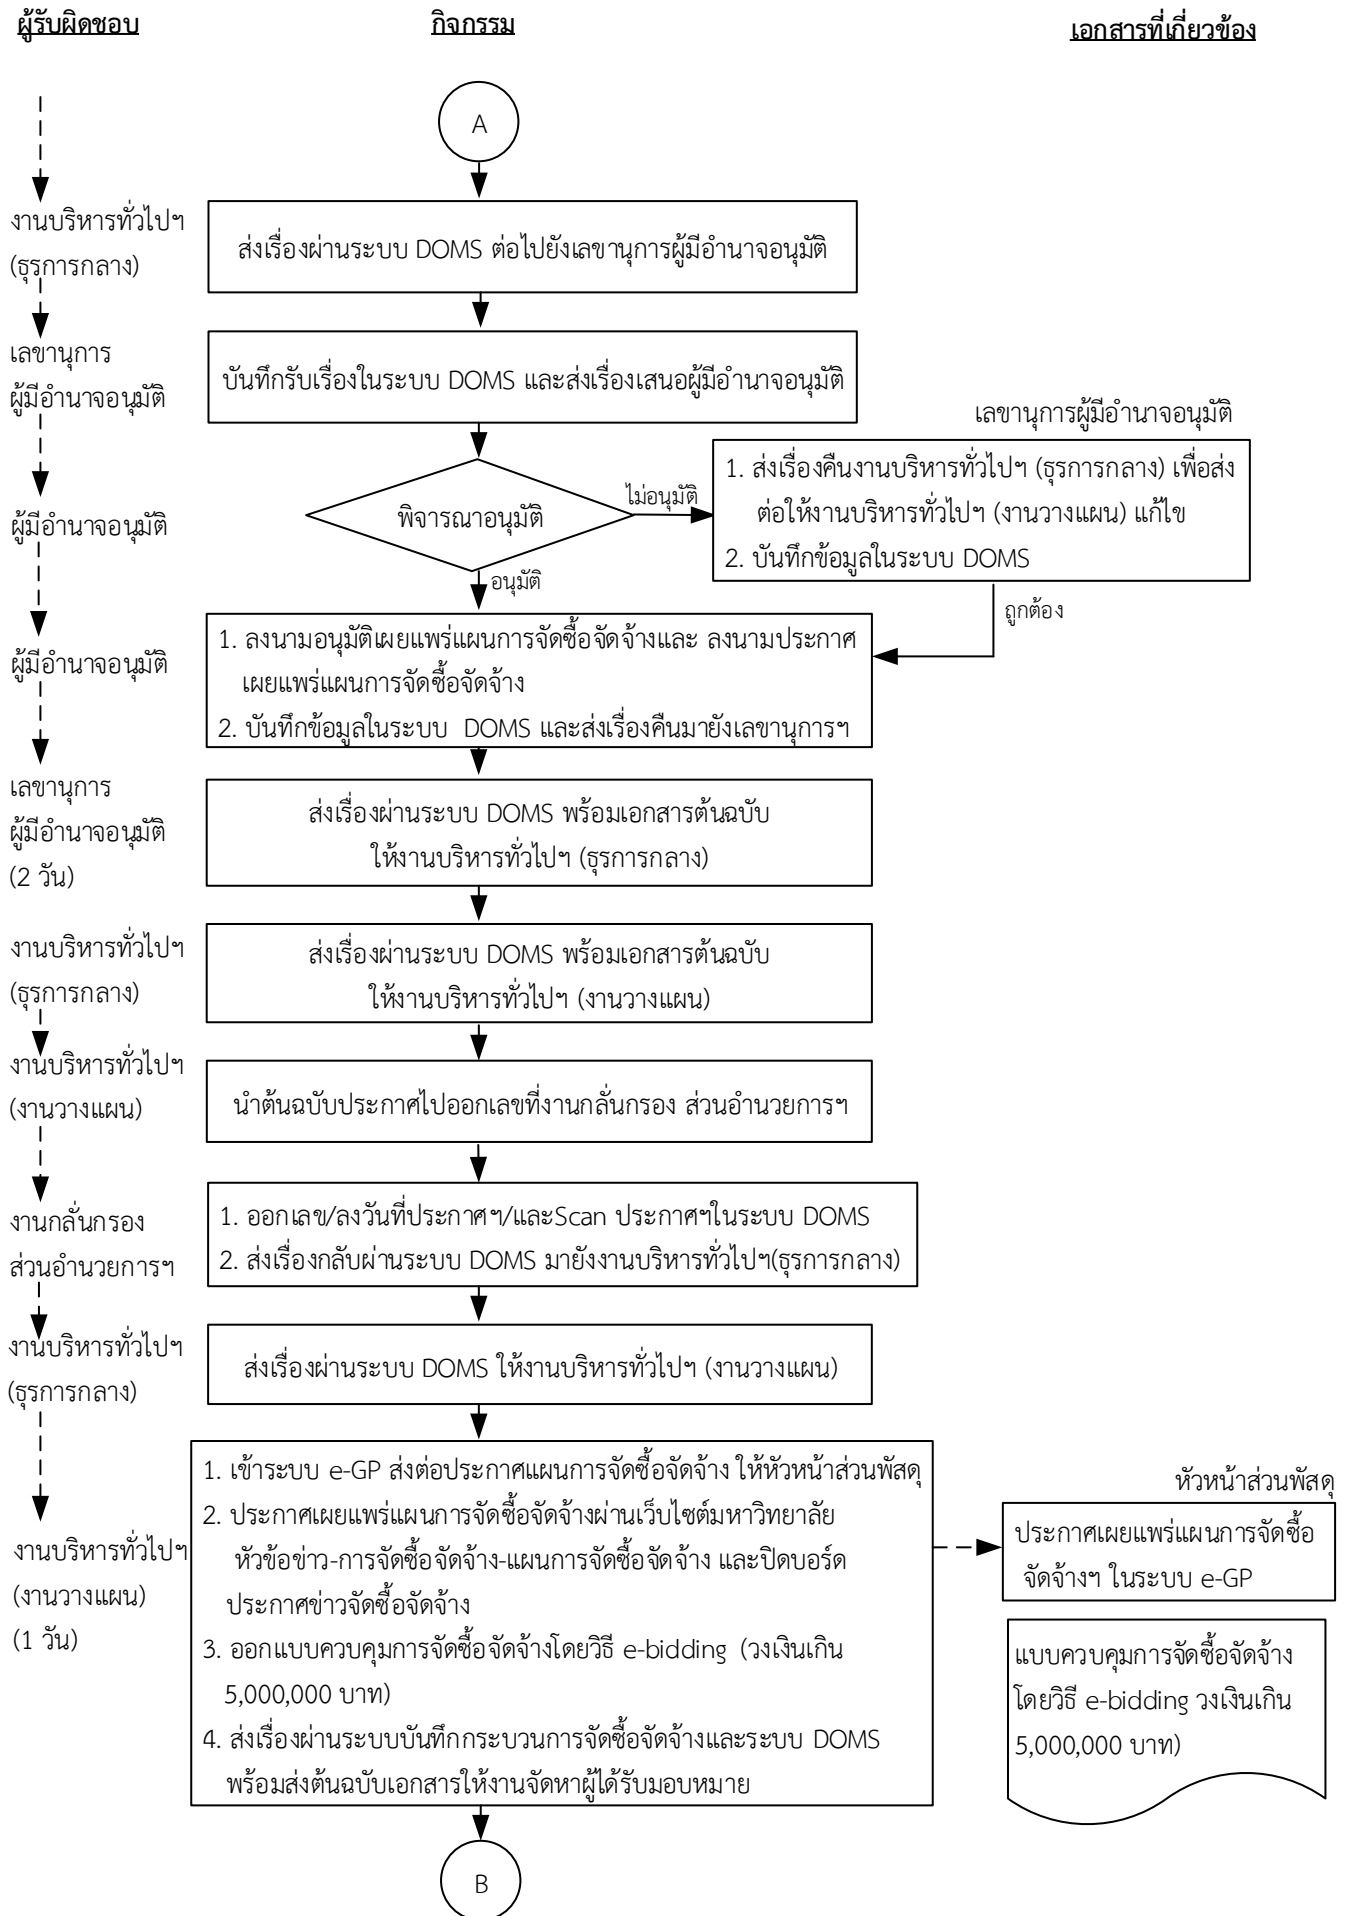 ผู้รับผิดชอบ
กิจกรรม
เอกสารที่เกี่ยวข้อง
A
งานบริหารทั่วไปฯ
(ธุรการกลาง)
ส่งเรื่องผ่านระบบ DOMS ต่อไปยังเลขานุการผู้มีอำนาจอนุมัติ
เลขานุการ
ผู้มีอำนาจอนุมัติ
บันทึกรับเรื่องในระบบ DOMS และส่งเรื่องเสนอผู้มีอำนาจอนุมัติ
เลขานุการผู้มีอำนาจอนุมัติ
ผู้มีอำนาจอนุมัติ
พิจารณาอนุมัติ
ไม่อนุมัติ
1. ส่งเรื่องคืนงานบริหารทั่วไปฯ (ธุรการกลาง) เพื่อส่ง
ต่อให้งานบริหารทั่วไปฯ (งานวางแผน) แก้ไข
2. บันทึกข้อมูลในระบบ DOMS
อนุมัติ
ถูกต้อง
ผู้มีอำนาจอนุมัติ
1. ลงนามอนุมัติเผยแพร่แผนการจัดซื้อจัดจ้างและ ลงนามประกาศ
เผยแพร่แผนการจัดซื้อจัดจ้าง
2. บันทึกข้อมูลในระบบ DOMS และส่งเรื่องคืนมายังเลขานุการฯ
เลขานุการ
ผู้มีอำนาจอนุมัติ
(2 วัน)
ส่งเรื่องผ่านระบบ DOMS พร้อมเอกสารต้นฉบับ
ให้งานบริหารทั่วไปฯ (ธุรการกลาง)
งานบริหารทั่วไปฯ
(ธุรการกลาง)
ส่งเรื่องผ่านระบบ DOMS พร้อมเอกสารต้นฉบับ
ให้งานบริหารทั่วไปฯ (งานวางแผน)
งานบริหารทั่วไปฯ
(งานวางแผน)
นำต้นฉบับประกาศไปออกเลขที่งานกลั่นกรอง ส่วนอำนวยการฯ
งานกลั่นกรอง
ส่วนอำนวยการฯ
1. ออกเลข/ลงวันที่ประกาศฯ/และScan ประกาศฯในระบบ DOMS
2. ส่งเรื่องกลับผ่านระบบ DOMS มายังงานบริหารทั่วไปฯ(ธุรการกลาง)
งานบริหารทั่วไปฯ
(ธุรการกลาง)
ส่งเรื่องผ่านระบบ DOMS ให้งานบริหารทั่วไปฯ (งานวางแผน)
งานบริหารทั่วไปฯ
(งานวางแผน)
(1 วัน)
1. เข้าระบบ e-GP ส่งต่อประกาศแผนการจัดซื้อจัดจ้าง ให้หัวหน้าส่วนพัสดุ
2. ประกาศเผยแพร่แผนการจัดซื้อจัดจ้างผ่านเว็บไซต์มหาวิทยาลัย
หัวข้อข่าว-การจัดซื้อจัดจ้าง-แผนการจัดซื้อจัดจ้าง และปิดบอร์ด
ประกาศข่าวจัดซื้อจัดจ้าง
3. ออกแบบควบคุมการจัดซื้อจัดจ้างโดยวิธี e-bidding (วงเงินเกิน
5,000,000 บาท)
4. ส่งเรื่องผ่านระบบบันทึกกระบวนการจัดซื้อจัดจ้างและระบบ DOMS
พร้อมส่งต้นฉบับเอกสารให้งานจัดหาผู้ได้รับมอบหมาย
หัวหน้าส่วนพัสดุ
ประกาศเผยแพร่แผนการจัดซื้อ
จัดจ้างฯ ในระบบ e-GP
แบบควบคุมการจัดซื้อจัดจ้าง
โดยวิธี e-bidding วงเงินเกิน
5,000,000 บาท)
B